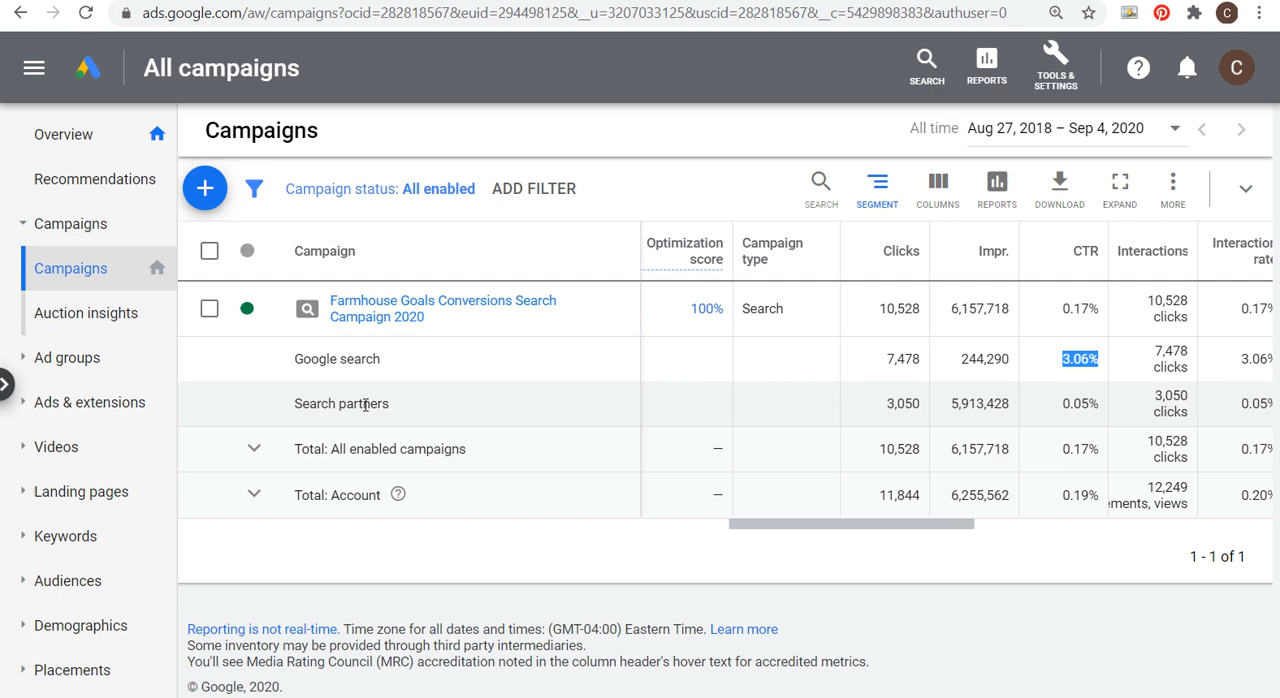 ads.google.com/aw/campaigns?ocid=282818567&euid=294498125&__u=3207033125&uscid=282818567&__c=5429898383&authuser=0
C
All campaigns
SEARCH
REPORTS
TOOLS &
SETTINGS
C
Overview
Recommendations
Campaigns
Campaigns
Auction insights
Ad groups
Ads & extensions
Videos
Landing pages
Keywords
Audiences
Demographics
Placements
Campaigns
All time Aug 27, 2018 – Sep 4, 2020
Campaign status: All enabled ADD FILTER
SEARCH SEGMENT COLUMNS REPORTS DOWNLOAD EXPAND MORE
Campaign
Optimization
score
Campaign
type
Clicks
Impr.
CTR
Interactions
Interaction
rate
Farmhouse Goals Conversions Search
Campaign 2020
100%
Search
10,528
6,157,718
0.17%
10,528
clicks
0.17%
Google search
7,478
244,290
3.06%
7,478
clicks
3.06%
Search partners
3,050
5,913,428
0.05%
3,050
clicks
0.05%
Total: All enabled campaigns
—
10,528
6,157,718
0.17%
10,528
clicks
0.17%
Total: Account
—
11,844
6,255,562
0.19%
12,249
ements, views
0.20%
1 - 1 of 1
Reporting is not real-time. Time zone for all dates and times: (GMT-04:00) Eastern Time. Learn more
Some inventory may be provided through third party intermediaries.
You'll see Media Rating Council (MRC) accreditation noted in the column header's hover text for accredited metrics.
© Google, 2020.